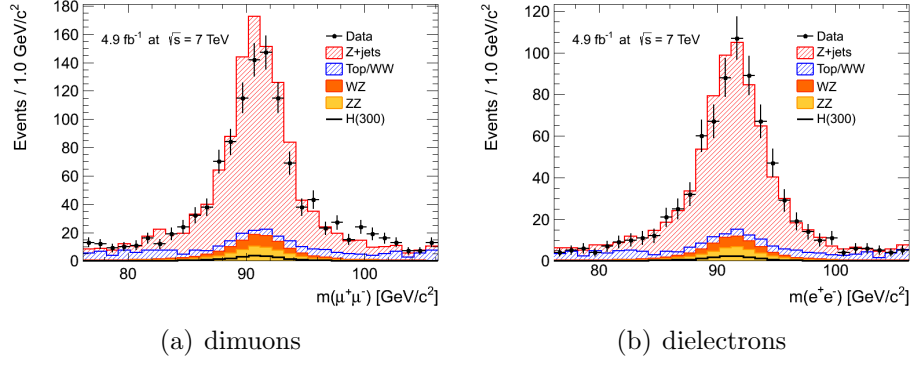 Events / 1.0 GeV/c²
180
160
140
120
100
80
60
40
20
0
4.9 fb⁻¹ at √s = 7 TeV
Data
Z+jets
Top/WW
WZ
ZZ
H(300)
80 90 100
m(μ⁺μ⁻) [GeV/c²]
(a) dimuons
Events / 1.0 GeV/c²
120
100
80
60
40
20
0
4.9 fb⁻¹ at √s = 7 TeV
Data
Z+jets
Top/WW
WZ
ZZ
H(300)
80 90 100
m(e⁺e⁻) [GeV/c²]
(b) dielectrons